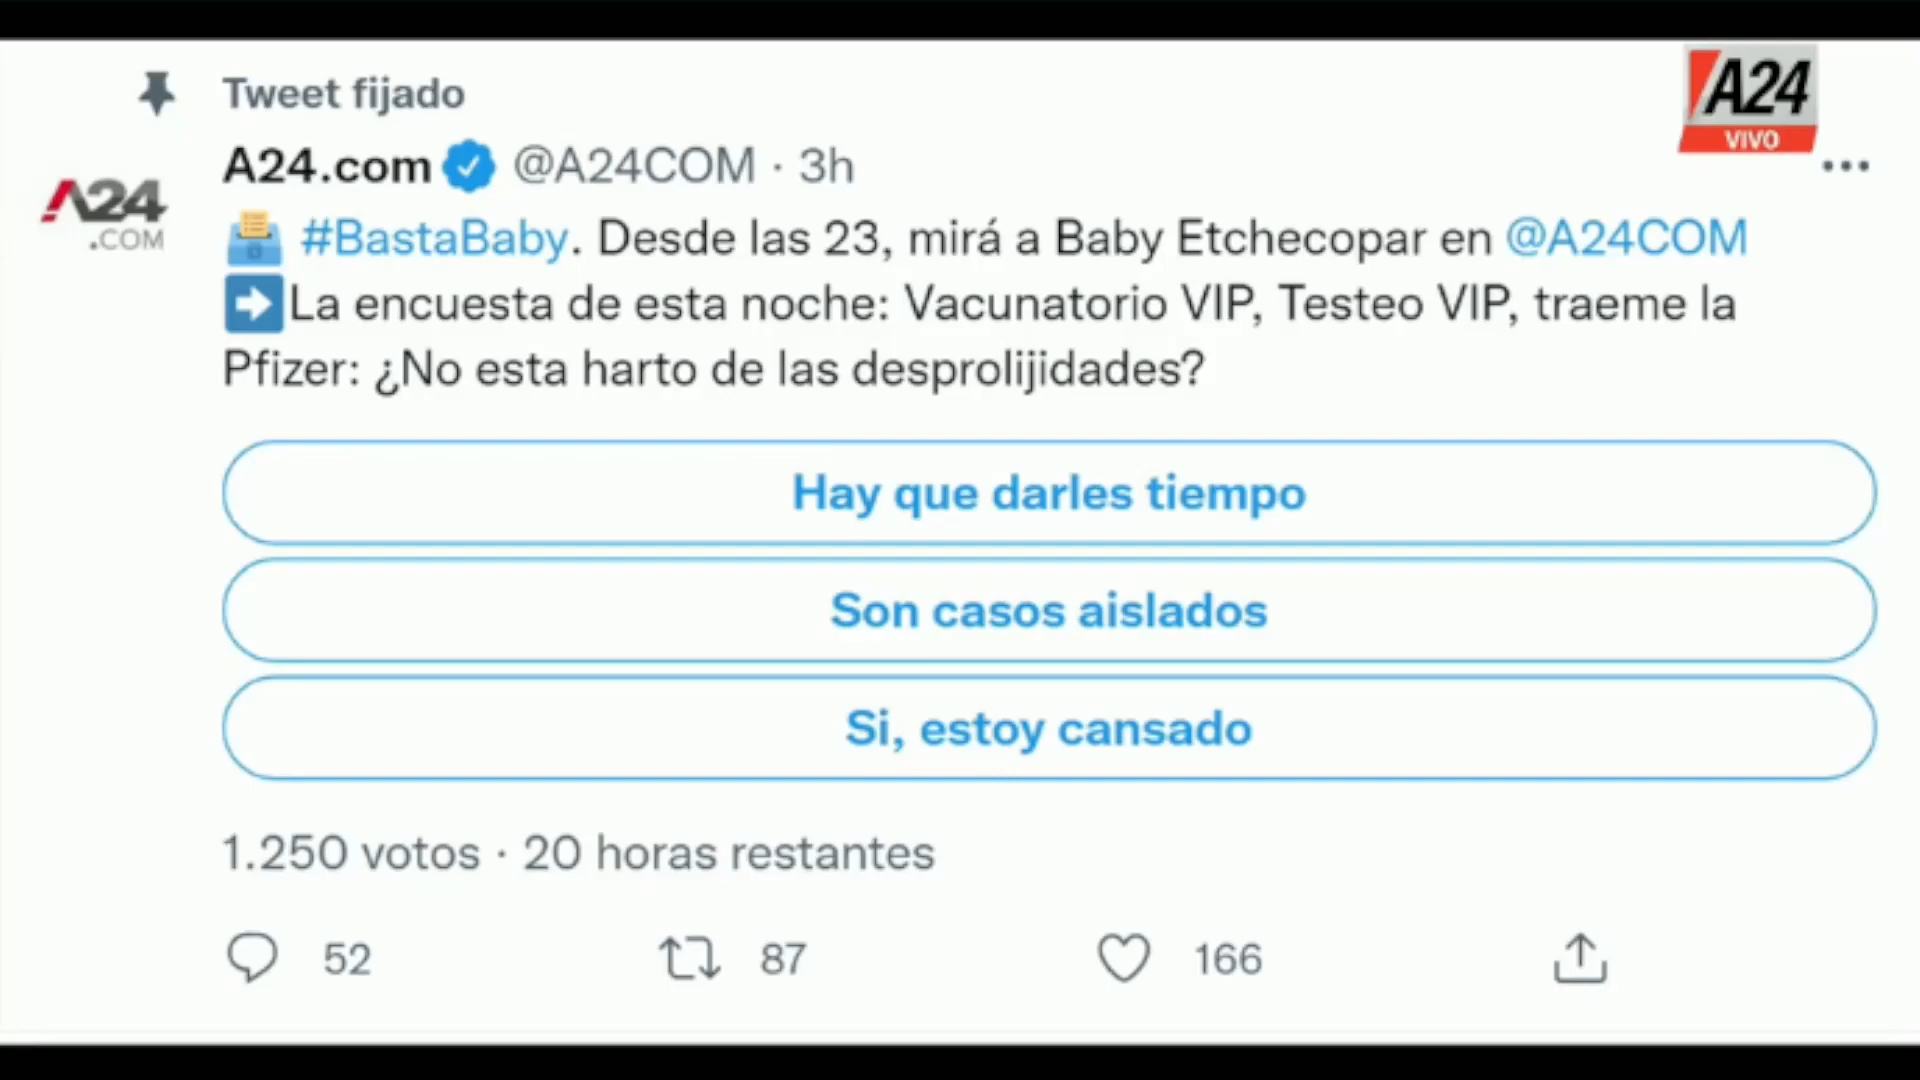 Tweet fijado
A24
VIVO
A24.com @A24COM · 3h
A24
.COM
#BastaBaby. Desde las 23, mirá a Baby Etchecopar en @A24COM
La encuesta de esta noche: Vacunatorio VIP, Testeo VIP, traeme la
Pfizer: ¿No esta harto de las desprolijidades?
Hay que darles tiempo
Son casos aislados
Si, estoy cansado
1.250 votos · 20 horas restantes
52 87 166